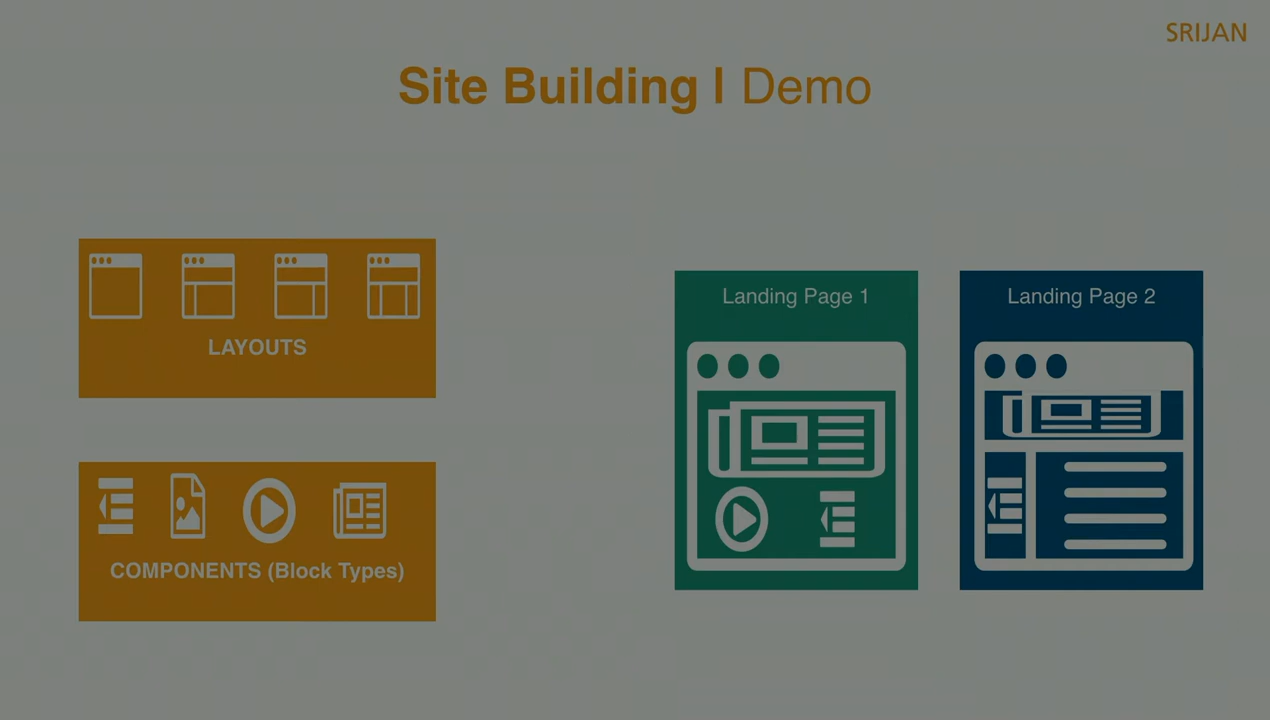 SRIJAN
Site Building | Demo
LAYOUTS
COMPONENTS (Block Types)
Landing Page 1
Landing Page 2